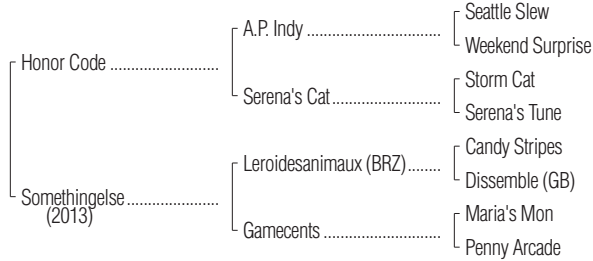 Seattle Slew
A.P. Indy
Weekend Surprise
Honor Code
Storm Cat
Serena's Cat
Serena's Tune
Candy Stripes
Leroidesanimaux (BRZ)
Dissemble (GB)
Somethingelse
(2013)
Maria's Mon
Gamecents
Penny Arcade